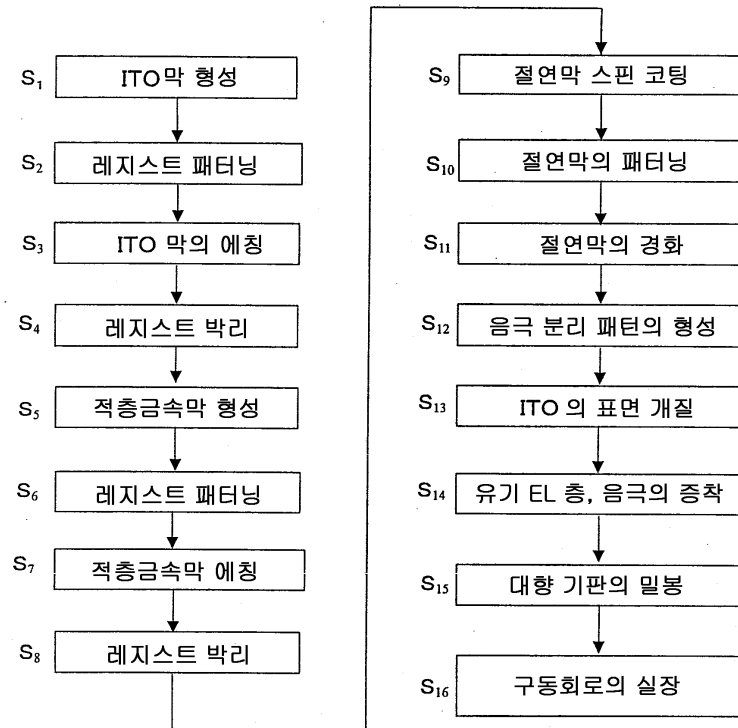 S1 ITO막 형성
S2 레지스트 패터닝
S3 ITO 막의 에칭
S4 레지스트 박리
S5 적층금속막 형성
S6 레지스트 패터닝
S7 적층금속막 에칭
S8 레지스트 박리
S9 절연막 스핀 코팅
S10 절연막의 패터닝
S11 절연막의 경화
S12 음극 분리 패턴의 형성
S13 ITO 의 표면 개질
S14 유기 EL 층, 음극의 증착
S15 대향 기판의 밀봉
S16 구동회로의 실장